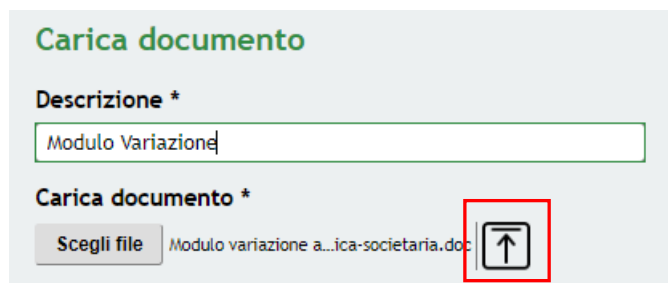 Carica documento
Descrizione *
Modulo Variazione
Carica documento *
Scegli file Modulo variazione a...ica-societaria.doc